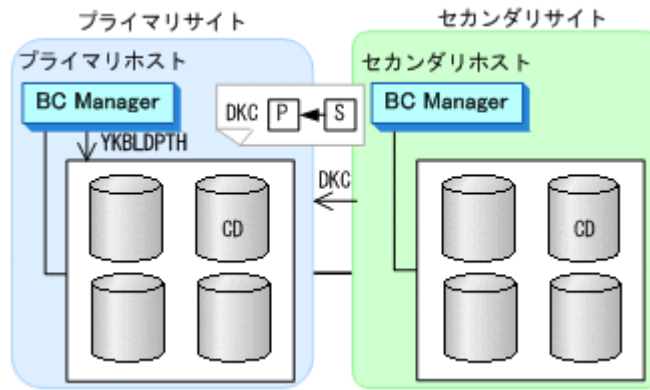 プライマリサイト
セカンダリサイト
プライマリホスト
セカンダリホスト
BC Manager
DKC P S
BC Manager
YKBLDPTH
DKC
CD
CD